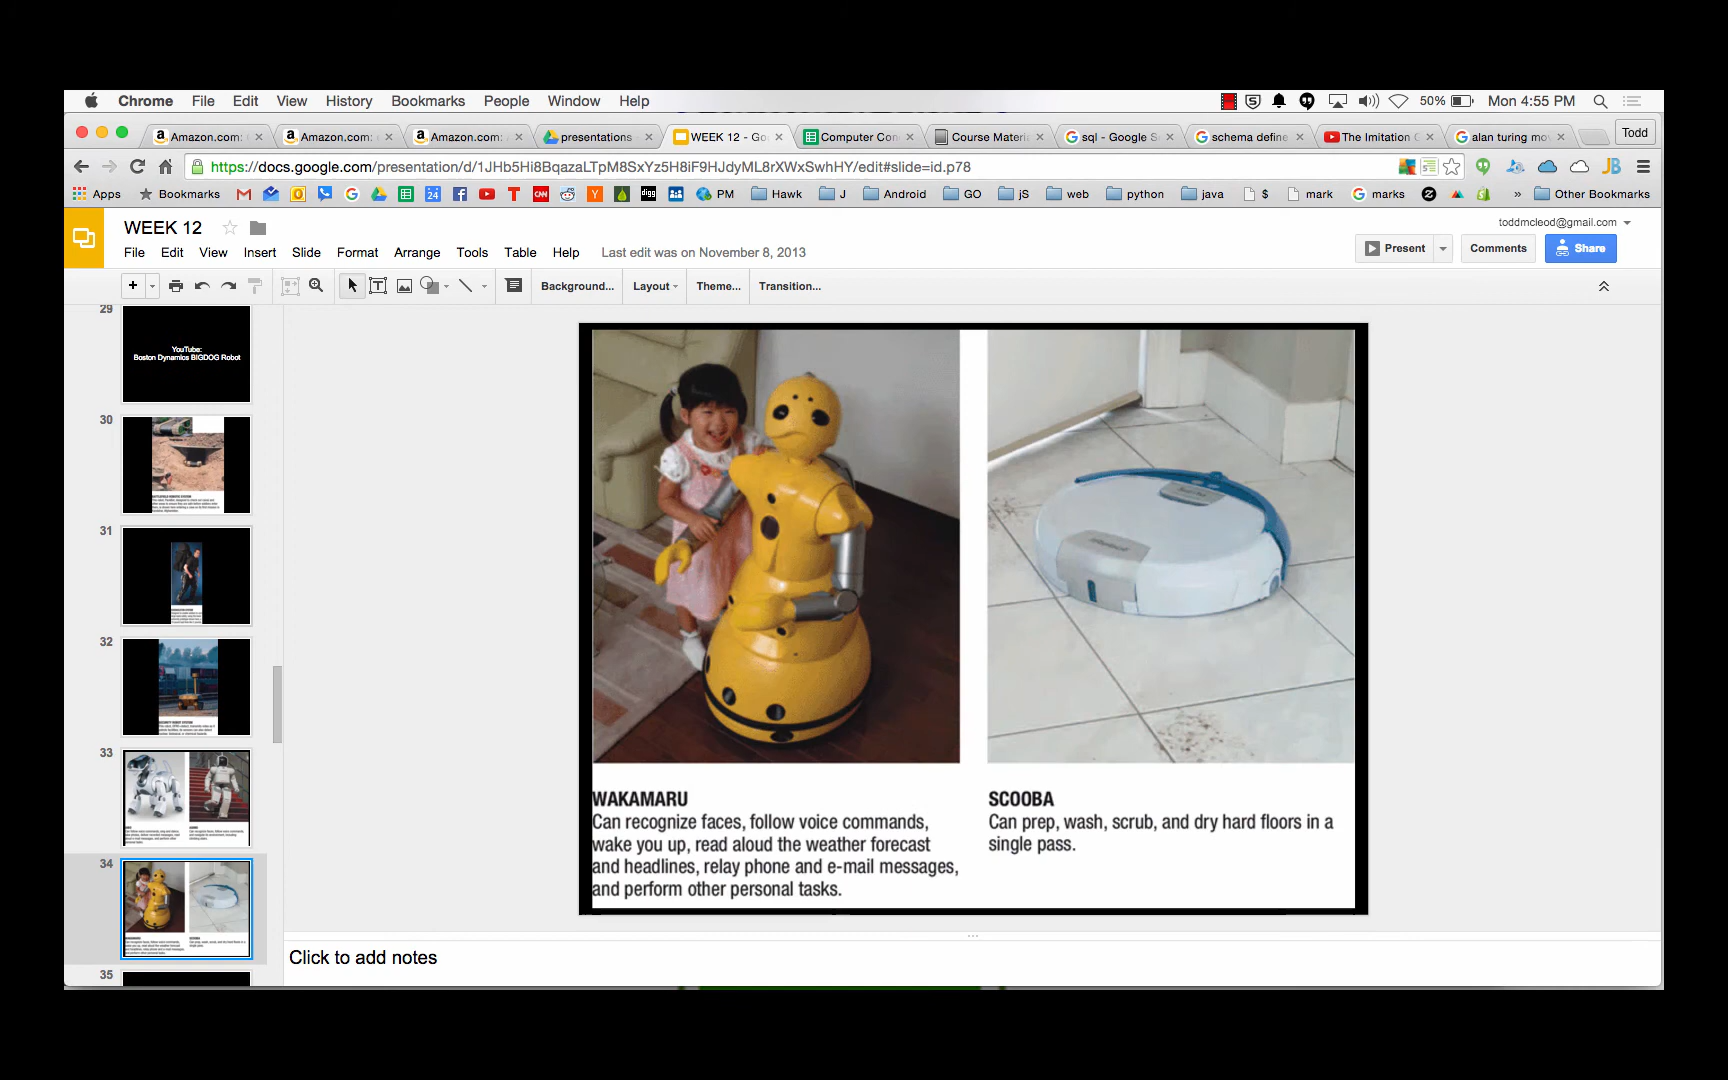 Chrome File Edit View History Bookmarks People Window Help 50% Mon 4:55 PM
Amazon.com: Amazon.com: Amazon.com: presentations WEEK 12 - Go Computer Con Course Materi sql - Google S schema define The Imitation G alan turing mov Todd
https://docs.google.com/presentation/d/1JHb5Hi8BqazaLTpM8SxYz5H8iF9HJdyML8rXWxSwhHY/edit#slide=id.p78
Apps Bookmarks 24 CNN digg PM Hawk J Android GO jS web python java $ mark marks » Other Bookmarks
WEEK 12
toddmcleod@gmail.com
File Edit View Insert Slide Format Arrange Tools Table Help Last edit was on November 8, 2013
Present Comments Share
Background... Layout Theme... Transition...
29
YouTube:
Boston Dynamics BIGDOG Robot
30
31
32
33
34
35
WAKAMARU
Can recognize faces, follow voice commands,
wake you up, read aloud the weather forecast
and headlines, relay phone and e-mail messages,
and perform other personal tasks.
SCOOBA
Can prep, wash, scrub, and dry hard floors in a
single pass.
Click to add notes